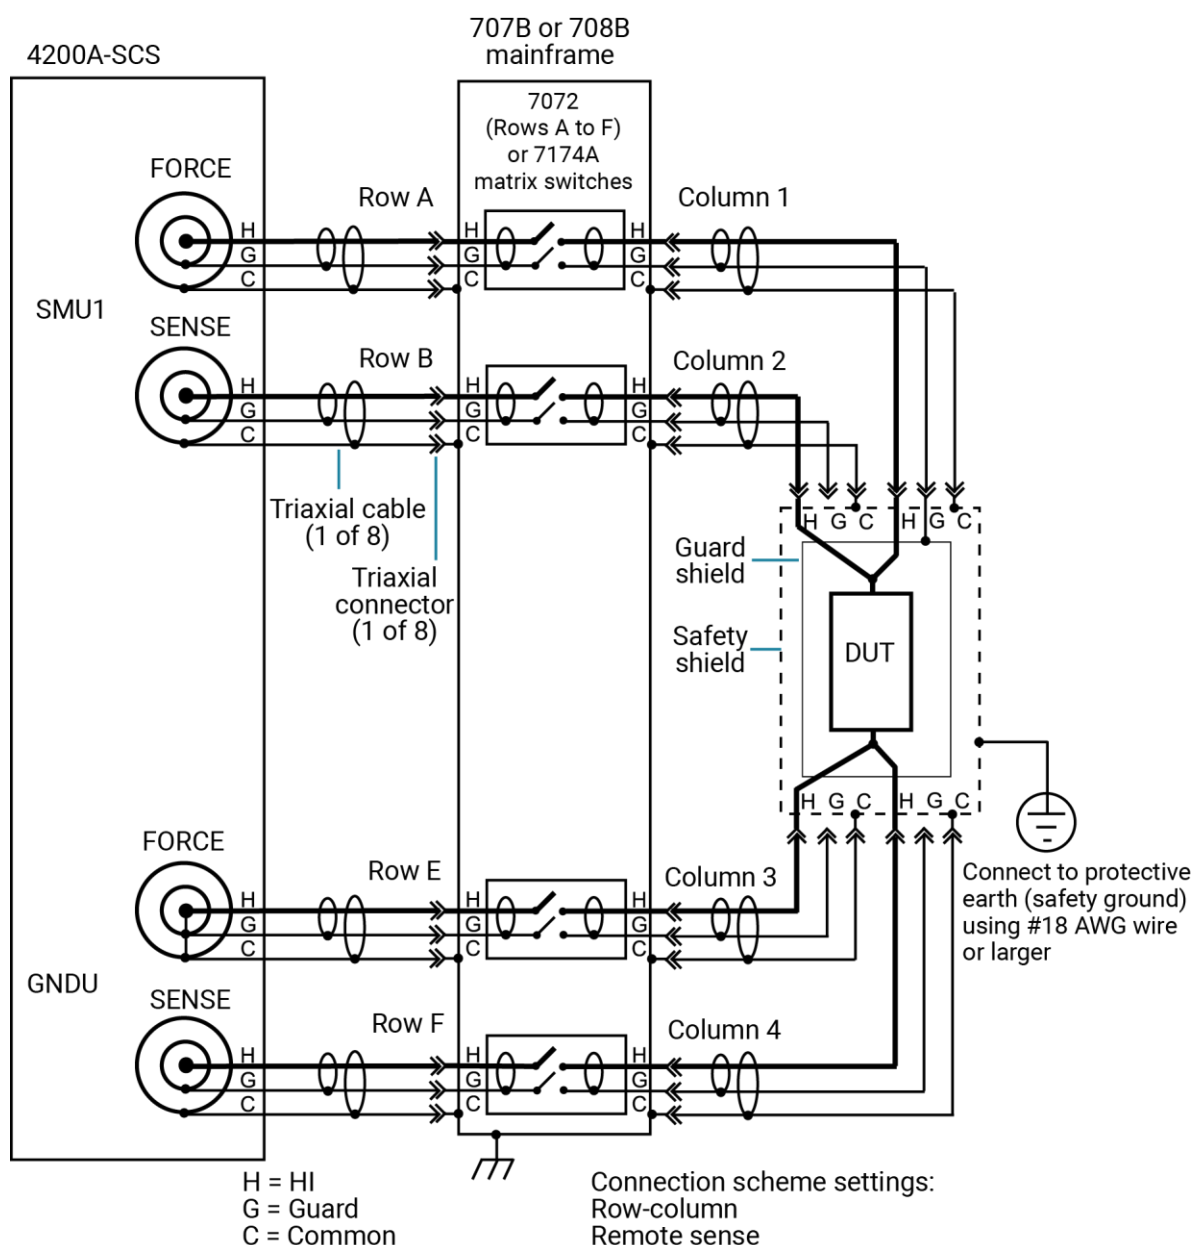 707B or 708B
mainframe
4200A-SCS
7072
(Rows A to F)
or 7174A
matrix switches
FORCE
Row A
Column 1
H
G
C
H
G
C
H
G
C
SMU1
SENSE
Row B
Column 2
H
G
C
H
G
C
H
G
C
Triaxial cable
(1 of 8)
Triaxial
connector
(1 of 8)
H G C H G C
Guard
shield
Safety
shield
DUT
H G C H G C
FORCE
Row E
Column 3
H
G
C
H
G
C
H
G
C
Connect to protective
earth (safety ground)
using #18 AWG wire
or larger
GNDU
SENSE
Row F
Column 4
H
G
C
H
G
C
H
G
C
H = HI
G = Guard
C = Common
Connection scheme settings:
Row-column
Remote sense